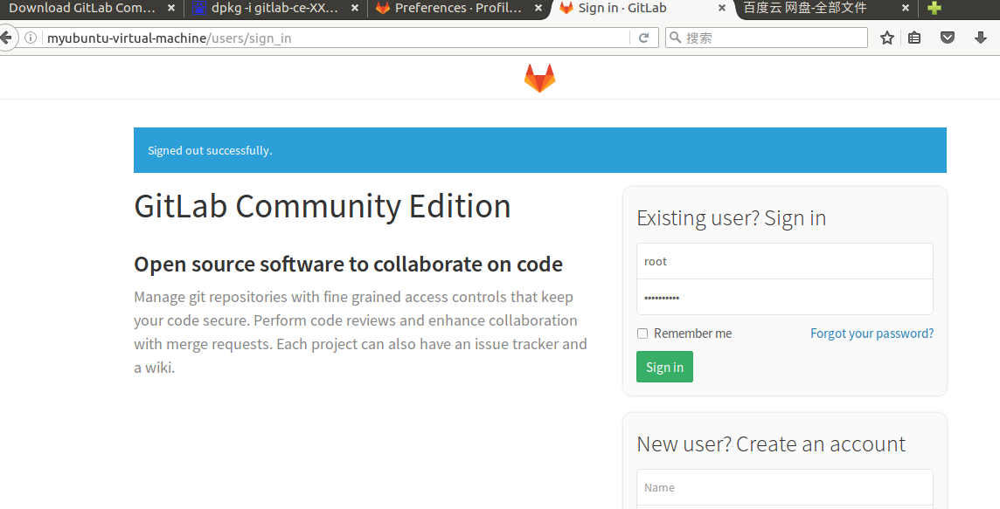 Download GitLab Com... × dpkg -i gitlab-ce-XX... × Preferences · Profil... × Sign in · GitLab × 百度云 网盘-全部文件 ×
myubuntu-virtual-machine/users/sign_in 搜索
Signed out successfully.
GitLab Community Edition
Open source software to collaborate on code
Manage git repositories with fine grained access controls that keep
your code secure. Perform code reviews and enhance collaboration
with merge requests. Each project can also have an issue tracker and
a wiki.
Existing user? Sign in
root
••••••••••
Remember me Forgot your password?
Sign in
New user? Create an account
Name